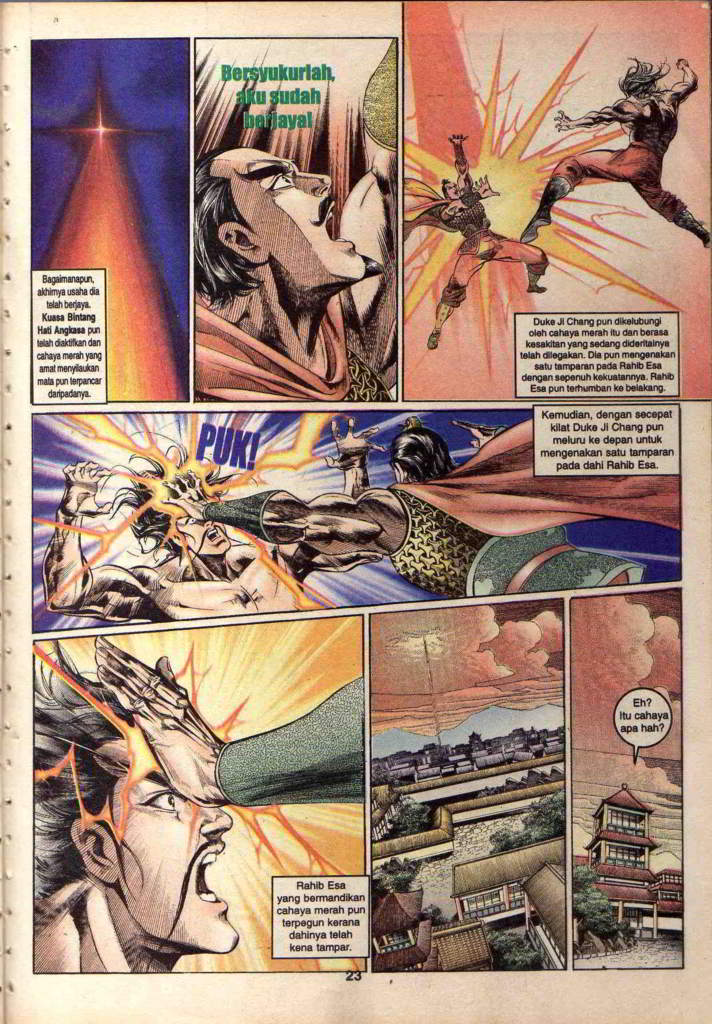 Bagaimanapun,
akhirnya usaha dia
telah berjaya.
Kuasa Bintang
Hati Angkasa pun
telah diaktifkan dan
cahaya merah yang
amat menyilaukan
mata pun terpancar
daripadanya.
Bersyukurlah,
aku sudah
berjaya!
Duke Ji Chang pun dikelubungi
oleh cahaya merah itu dan berasa
kesakitan yang sedang dideritainya
telah dilegakan. Dia pun mengenakan
satu tamparan pada Rahib Esa
dengan sepenuh kekuatannya. Rahib
Esa pun terhumban ke belakang.
Kemudian, dengan secepat
kilat Duke Ji Chang pun
meluru ke depan untuk
mengenakan satu tamparan
pada dahi Rahib Esa.
PUK!
Rahib Esa
yang bermandikan
cahaya merah pun
terpegun kerana
dahinya telah
kena tampar.
Eh?
Itu cahaya
apa hah?
23